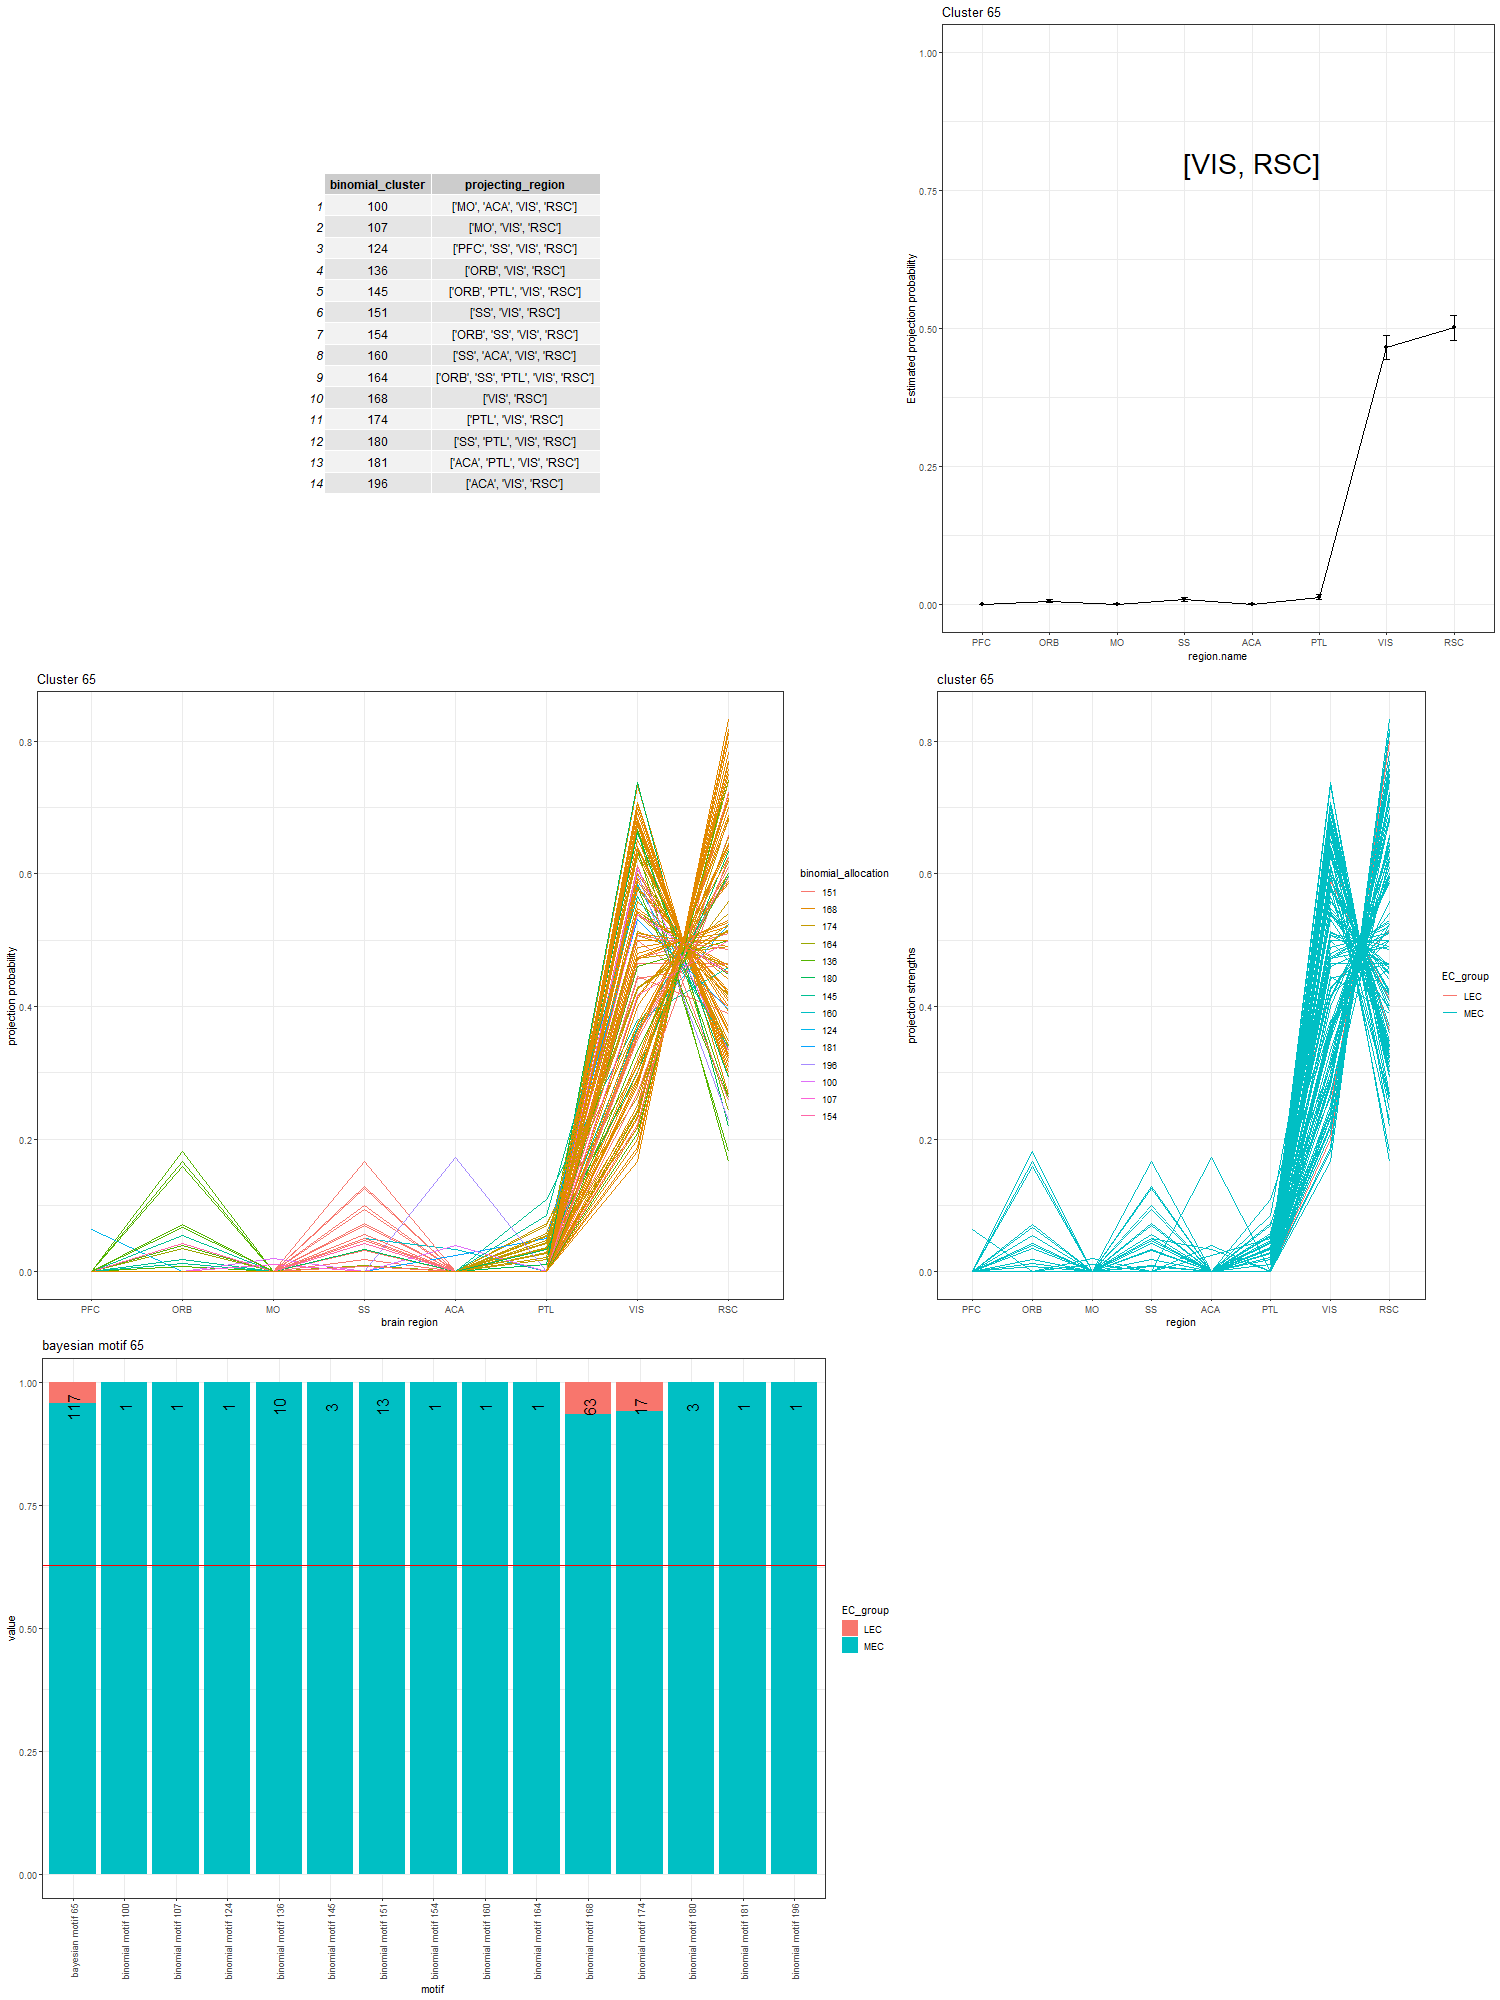 binomial_cluster projecting_region
1 100 ['MO', 'ACA', 'VIS', 'RSC']
2 107 ['MO', 'VIS', 'RSC']
3 124 ['PFC', 'SS', 'VIS', 'RSC']
4 136 ['ORB', 'VIS', 'RSC']
5 145 ['ORB', 'PTL', 'VIS', 'RSC']
6 151 ['SS', 'VIS', 'RSC']
7 154 ['ORB', 'SS', 'VIS', 'RSC']
8 160 ['SS', 'ACA', 'VIS', 'RSC']
9 164 ['ORB', 'SS', 'PTL', 'VIS', 'RSC']
10 168 ['VIS', 'RSC']
11 174 ['PTL', 'VIS', 'RSC']
12 180 ['SS', 'PTL', 'VIS', 'RSC']
13 181 ['ACA', 'PTL', 'VIS', 'RSC']
14 196 ['ACA', 'VIS', 'RSC']
Cluster 65
[VIS, RSC]
Estimated projection probability
1.00
0.75
0.50
0.25
0.00
PFC ORB MO SS ACA PTL VIS RSC
region.name
Cluster 65
projection probability
0.8
0.6
0.4
0.2
0.0
PFC ORB MO SS ACA PTL VIS RSC
brain region
binomial_allocation
151
168
174
164
136
180
145
160
124
181
196
100
107
154
cluster 65
projection strengths
0.8
0.6
0.4
0.2
0.0
PFC ORB MO SS ACA PTL VIS RSC
region
EC_group
LEC
MEC
bayesian motif 65
value
1.00
0.75
0.50
0.25
0.00
117 1 1 1 10 3 13 1 1 1 63 17 3 1 1
bayesian motif 65
binomial motif 100
binomial motif 107
binomial motif 124
binomial motif 136
binomial motif 145
binomial motif 151
binomial motif 154
binomial motif 160
binomial motif 164
binomial motif 168
binomial motif 174
binomial motif 180
binomial motif 181
binomial motif 196
motif
EC_group
LEC
MEC